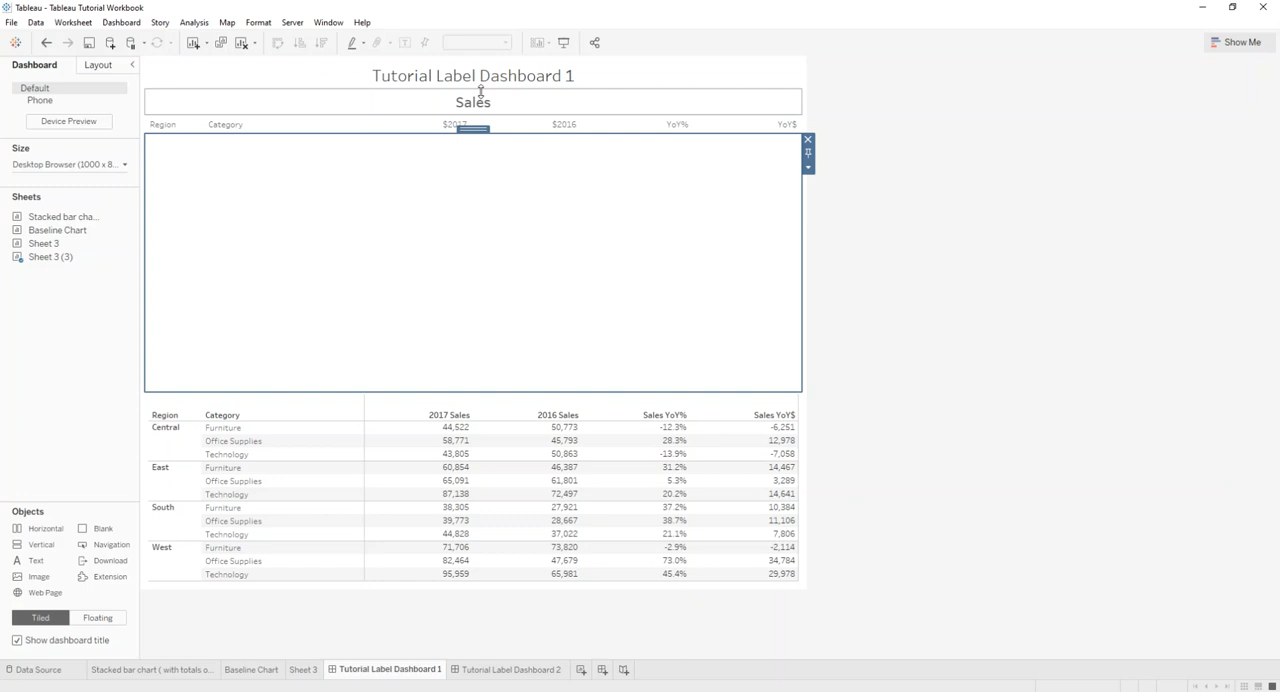 Tableau - Tableau Tutorial Workbook
File Data Worksheet Dashboard Story Analysis Map Format Server Window Help
Show Me
Dashboard Layout
Default
Phone
Device Preview
Size
Desktop Browser (1000 x 8...
Sheets
Stacked bar cha...
Baseline Chart
Sheet 3
Sheet 3 (3)
Objects
Horizontal Blank
Vertical Navigation
Text Download
Image Extension
Web Page
Tiled Floating
Show dashboard title
Tutorial Label Dashboard 1
Sales
Region Category $2017 $2016 YoY% YoY$
Region Category 2017 Sales 2016 Sales Sales YoY% Sales YoY$
Central Furniture 44,522 50,773 -12.3% -6,251
Office Supplies 58,771 45,793 28.3% 12,978
Technology 43,805 50,863 -13.9% -7,058
East Furniture 60,854 46,387 31.2% 14,467
Office Supplies 65,091 61,801 5.3% 3,289
Technology 87,138 72,497 20.2% 14,641
South Furniture 38,305 27,921 37.2% 10,384
Office Supplies 39,773 28,667 38.7% 11,106
Technology 44,828 37,022 21.1% 7,806
West Furniture 71,706 73,820 -2.9% -2,114
Office Supplies 82,464 47,679 73.0% 34,784
Technology 95,959 65,981 45.4% 29,978
Data Source Stacked bar chart ( with totals o... Baseline Chart Sheet 3 Tutorial Label Dashboard 1 Tutorial Label Dashboard 2